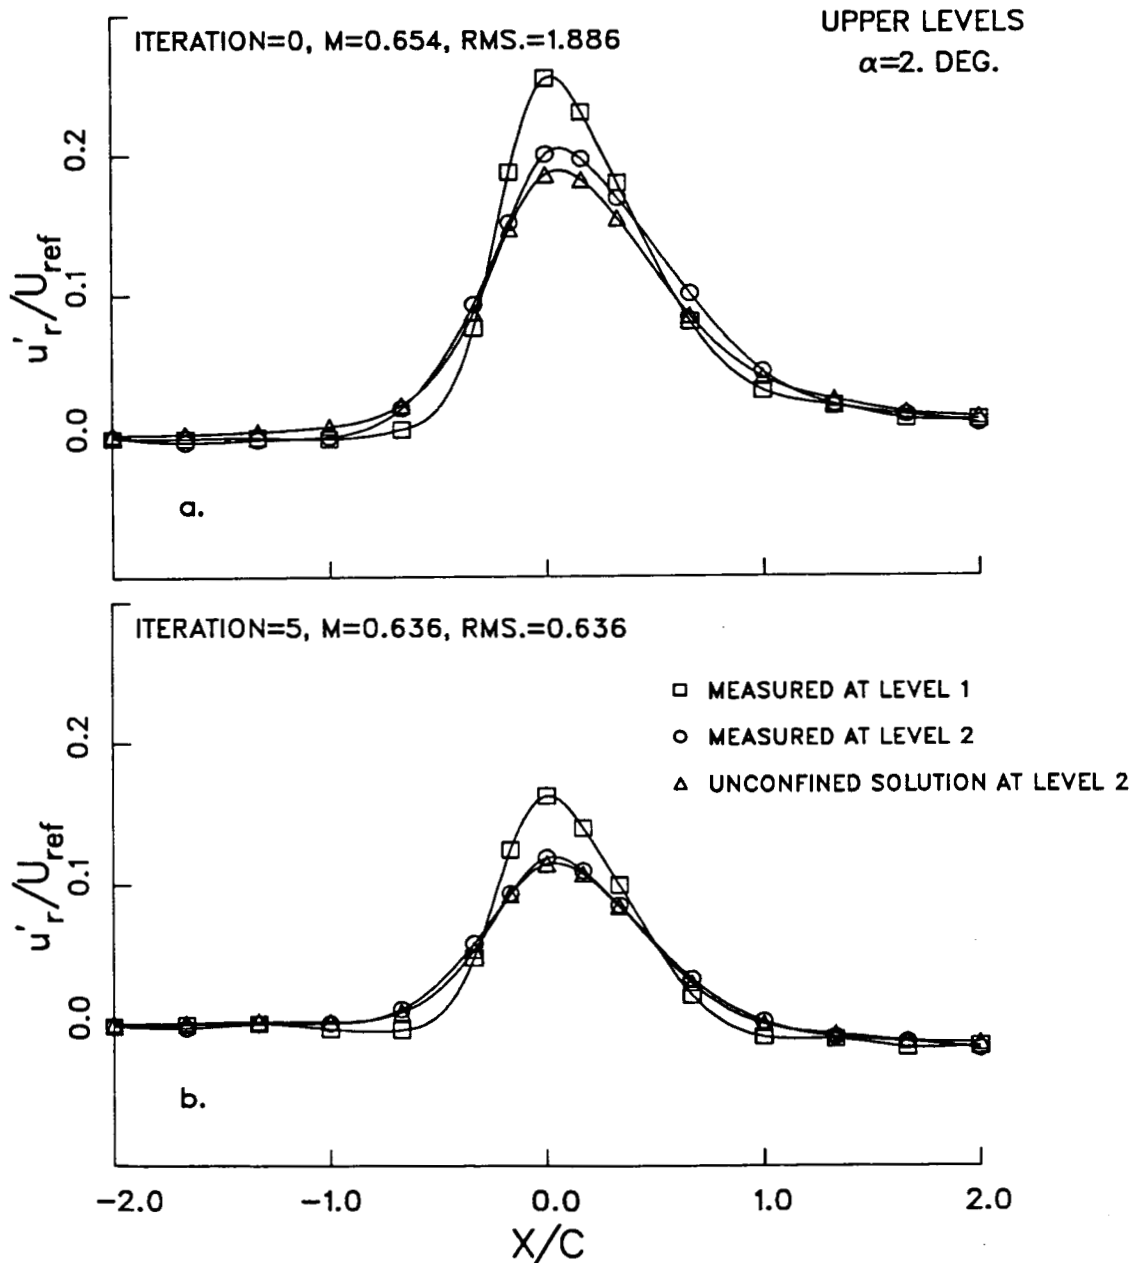 UPPER LEVELS
α=2. DEG.
ITERATION=0, M=0.654, RMS.=1.886
0.2
0.1
0.0
u'r/Uref
a.
ITERATION=5, M=0.636, RMS.=0.636
MEASURED AT LEVEL 1
MEASURED AT LEVEL 2
UNCONFINED SOLUTION AT LEVEL 2
0.2
0.1
0.0
u'r/Uref
b.
-2.0 -1.0 0.0 1.0 2.0
X/C